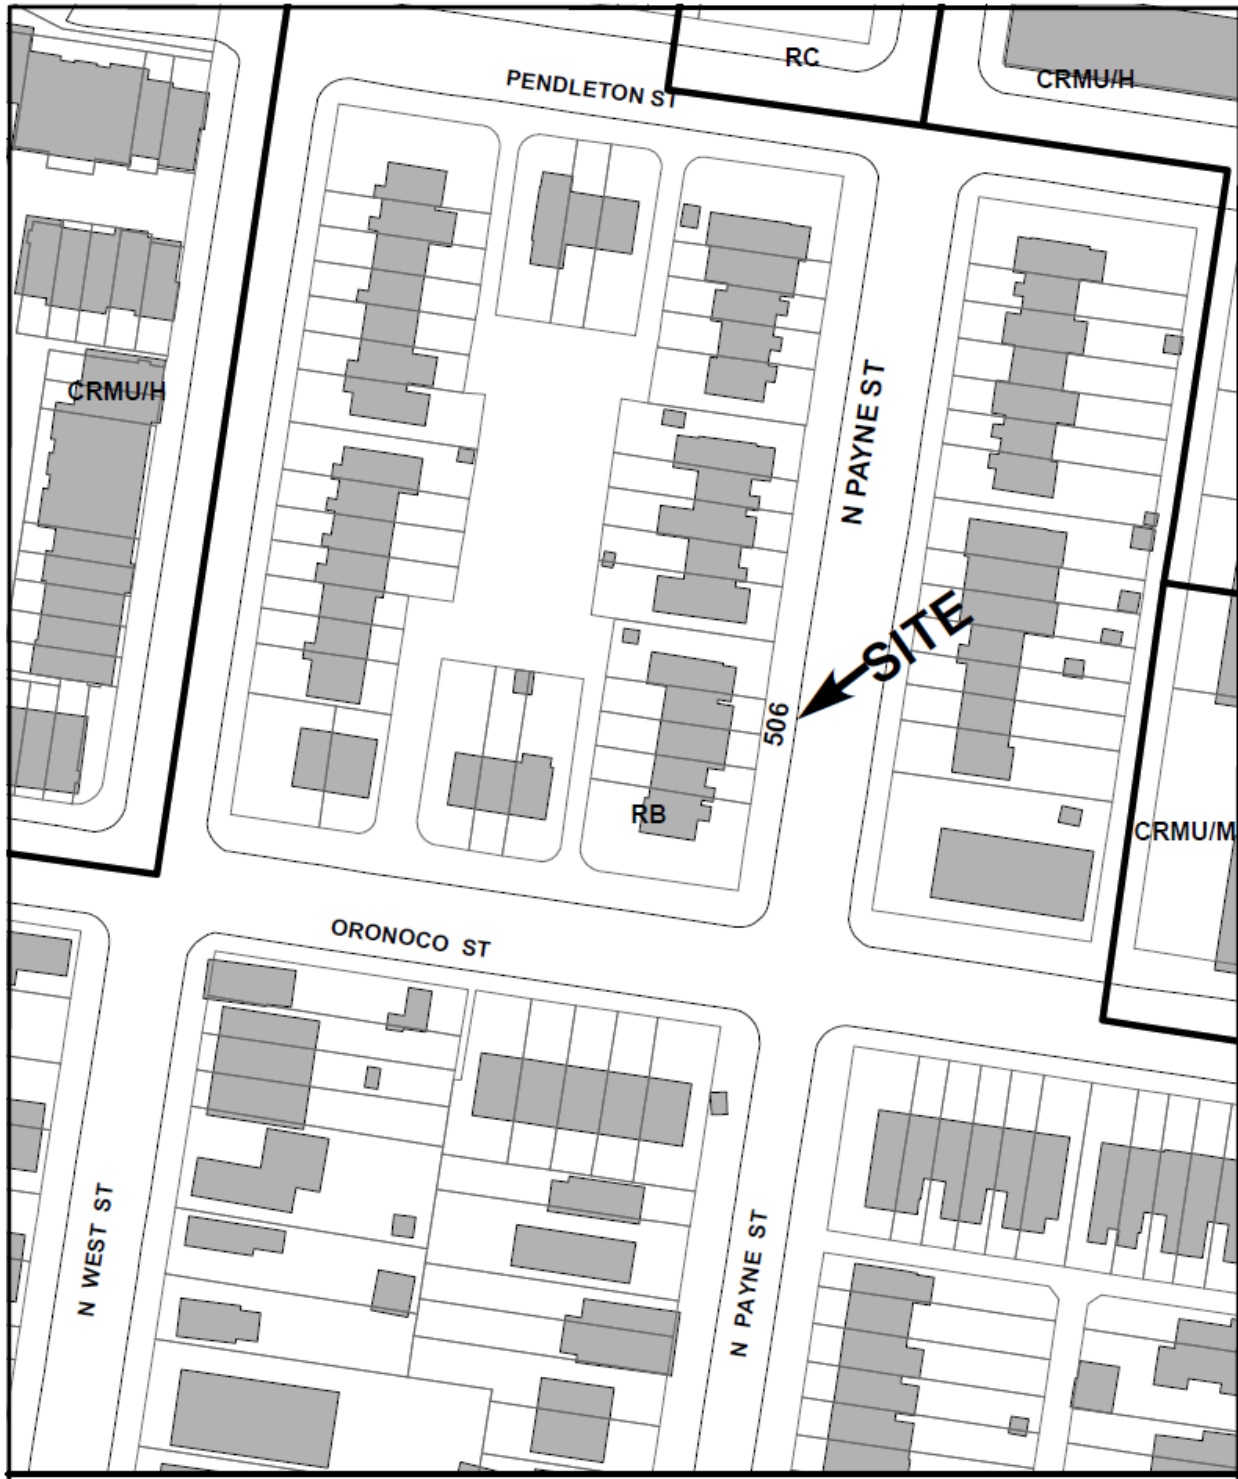 RC
CRMU/H
PENDLETON ST
CRMU/H
N PAYNE ST
SITE
506
RB
CRMU/M
ORONOCO ST
N WEST ST
N PAYNE ST